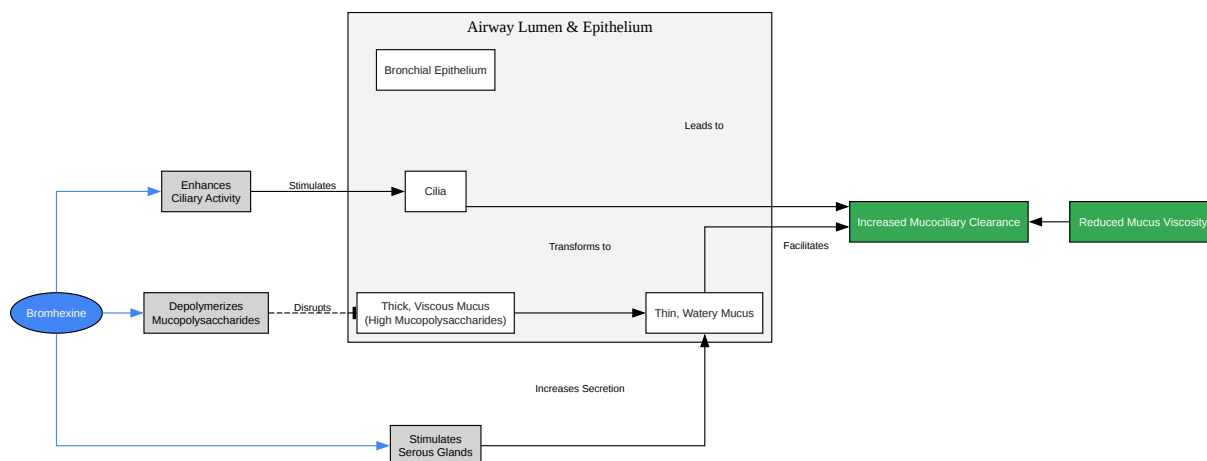 Airway Lumen & Epithelium
Bronchial Epithelium
Leads to
Enhances
Ciliary Activity
Stimulates
Cilia
Increased Mucociliary Clearance
Reduced Mucus Viscosity
Transforms to
Facilitates
Bromhexine
Depolymerizes
Mucopolysaccharides
Disrupts
Thick, Viscous Mucus
(High Mucopolysaccharides)
Thin, Watery Mucus
Increases Secretion
Stimulates
Serous Glands